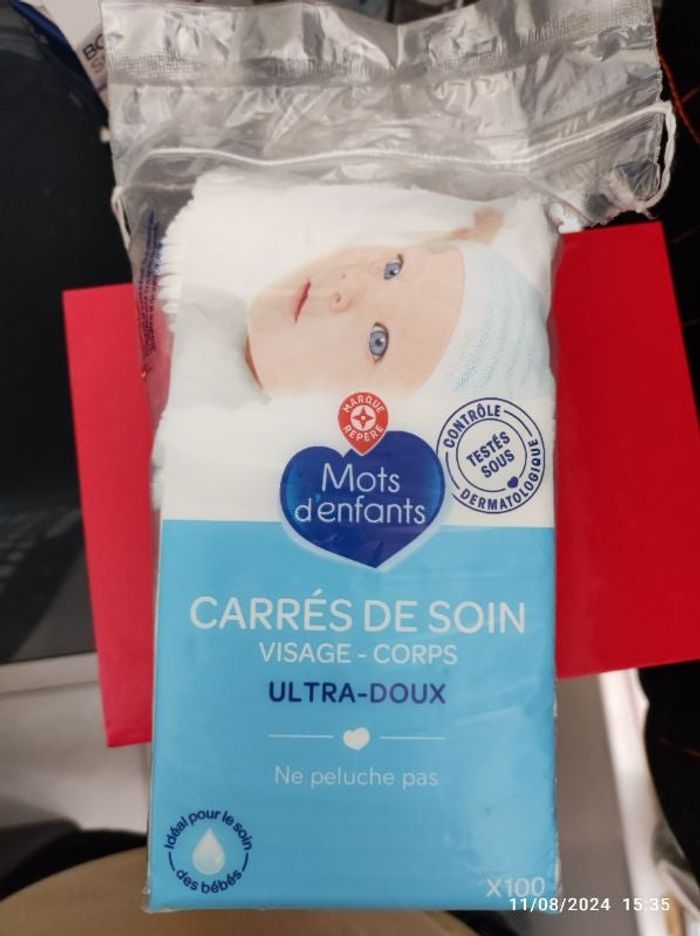 MARQUE
REPÈRE
Mots
d'enfants
CONTRÔLE
TESTÉS
SOUS
DERMATOLOGIQUE
CARRÉS DE SOIN
VISAGE - CORPS
ULTRA-DOUX
Ne peluche pas
Idéal pour le soin
des bébés
X100
11/08/2024 15:35